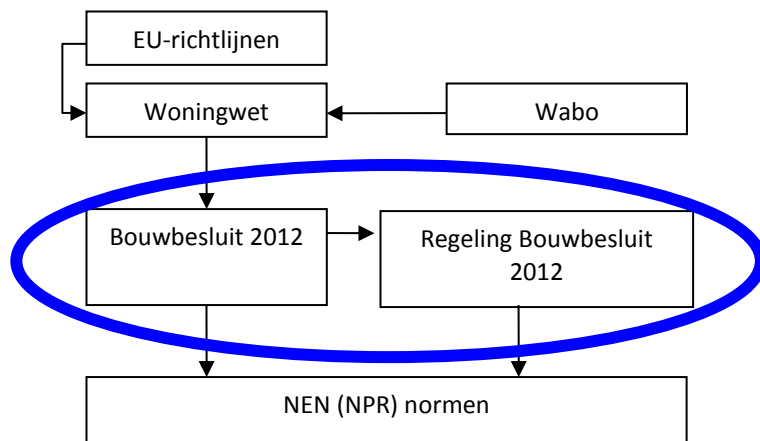 EU-richtlijnen
Woningwet
Wabo
Bouwbesluit 2012
Regeling Bouwbesluit
2012
NEN (NPR) normen